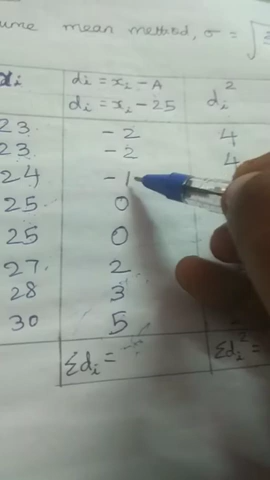 ume mean method, σ = √
xi di = xi - A di²
di = xi - 25
23 -2 4
23 -2 4
24 -1
25 0
25 0
27 2
28 3
30 5
Σdi = Σdi² =